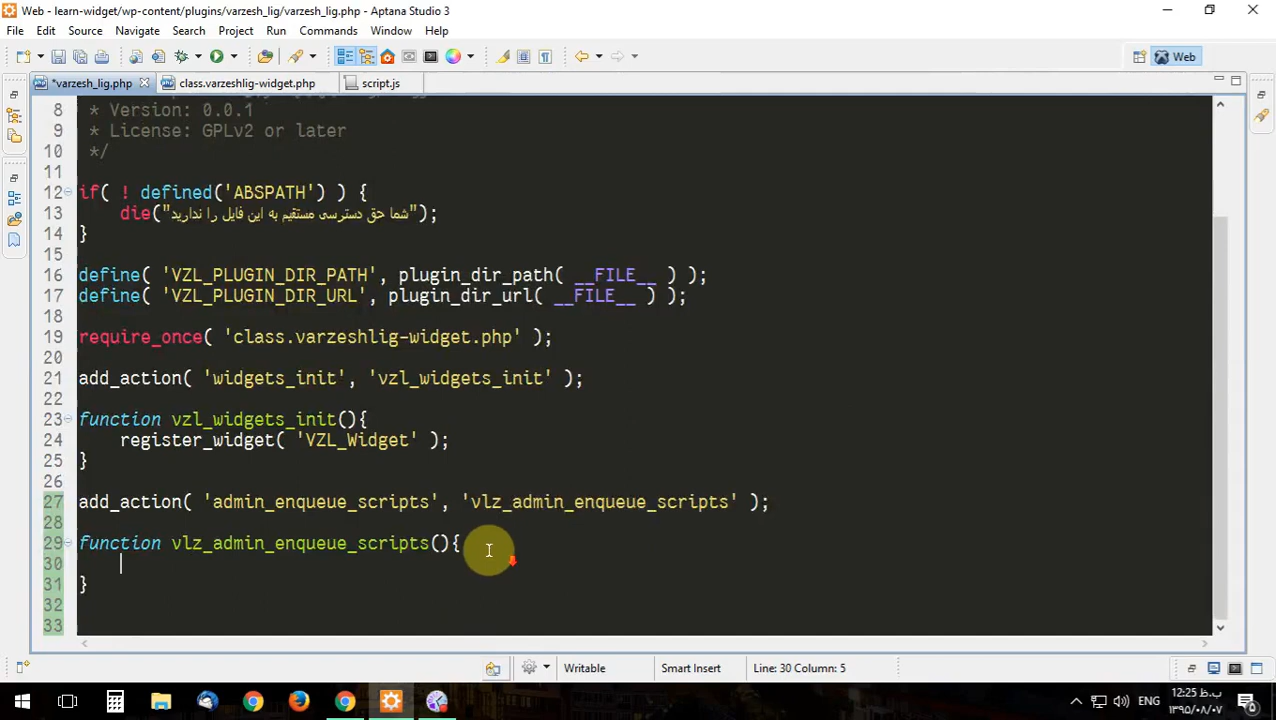 Web - learn-widget/wp-content/plugins/varzesh_lig/varzesh_lig.php - Aptana Studio 3
File Edit Source Navigate Search Project Run Commands Window Help
Web
*varzesh_lig.php class.varzeshlig-widget.php script.js
8 * Version: 0.0.1
9 * License: GPLv2 or later
10 */
11
12 if( ! defined('ABSPATH') ) {
13 die("شما حق دسترسی مستقیم به این فایل را ندارید");
14 }
15
16 define( 'VZL_PLUGIN_DIR_PATH', plugin_dir_path( __FILE__ ) );
17 define( 'VZL_PLUGIN_DIR_URL', plugin_dir_url( __FILE__ ) );
18
19 require_once( 'class.varzeshlig-widget.php' );
20
21 add_action( 'widgets_init', 'vzl_widgets_init' );
22
23 function vzl_widgets_init(){
24 register_widget( 'VZL_Widget' );
25 }
26
27 add_action( 'admin_enqueue_scripts', 'vlz_admin_enqueue_scripts' );
28
29 function vlz_admin_enqueue_scripts(){
30
31 }
32
33
Writable Smart Insert Line: 30 Column: 5
ENG 12:25 ب.ظ
۱۳۹۵/۰۸/۰۷